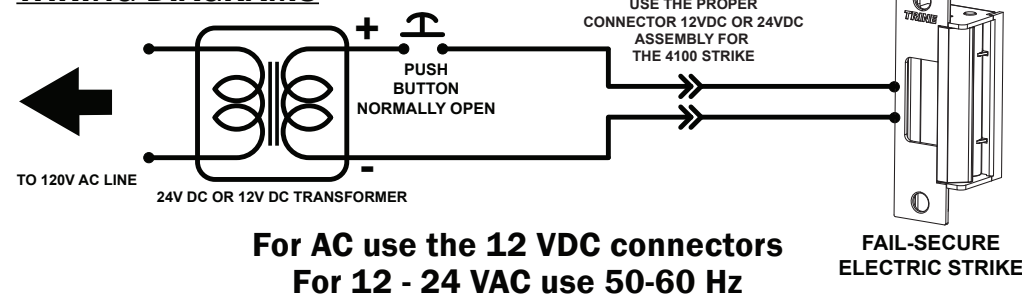 WIRING DIAGRAMS
USE THE PROPER
CONNECTOR 12VDC OR 24VDC
ASSEMBLY FOR
THE 4100 STRIKE
TRINE
+
PUSH
BUTTON
NORMALLY OPEN
-
TO 120V AC LINE
24V DC OR 12V DC TRANSFORMER
FAIL-SECURE
ELECTRIC STRIKE
For AC use the 12 VDC connectors
For 12 - 24 VAC use 50-60 Hz